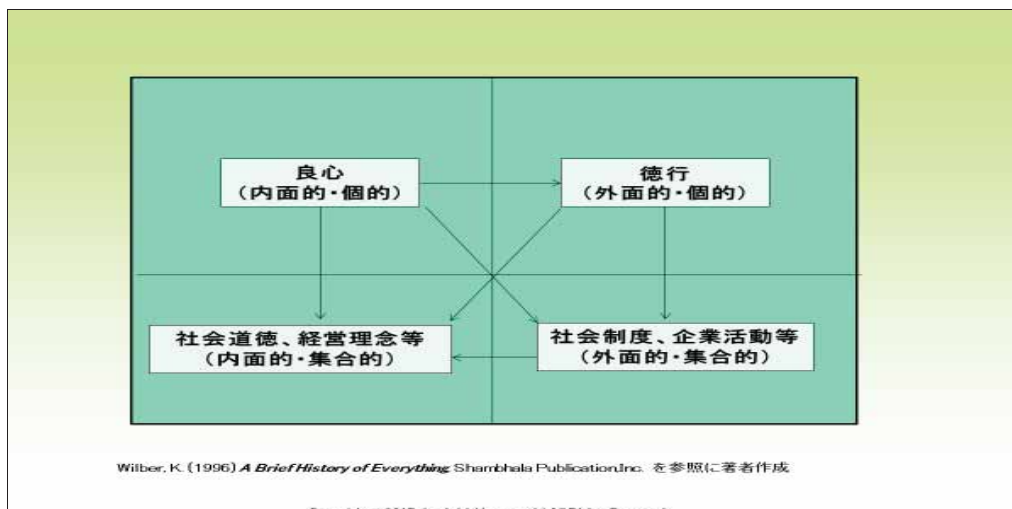 良心
(内面的・個的)
徳行
(外面的・個的)
社会道徳、経営理念等
(内面的・集合的)
社会制度、企業活動等
(外面的・集合的)
Wilber, K. (1996) A Brief History of Everything, Shambhala Publication,Inc. を参照に著者作成